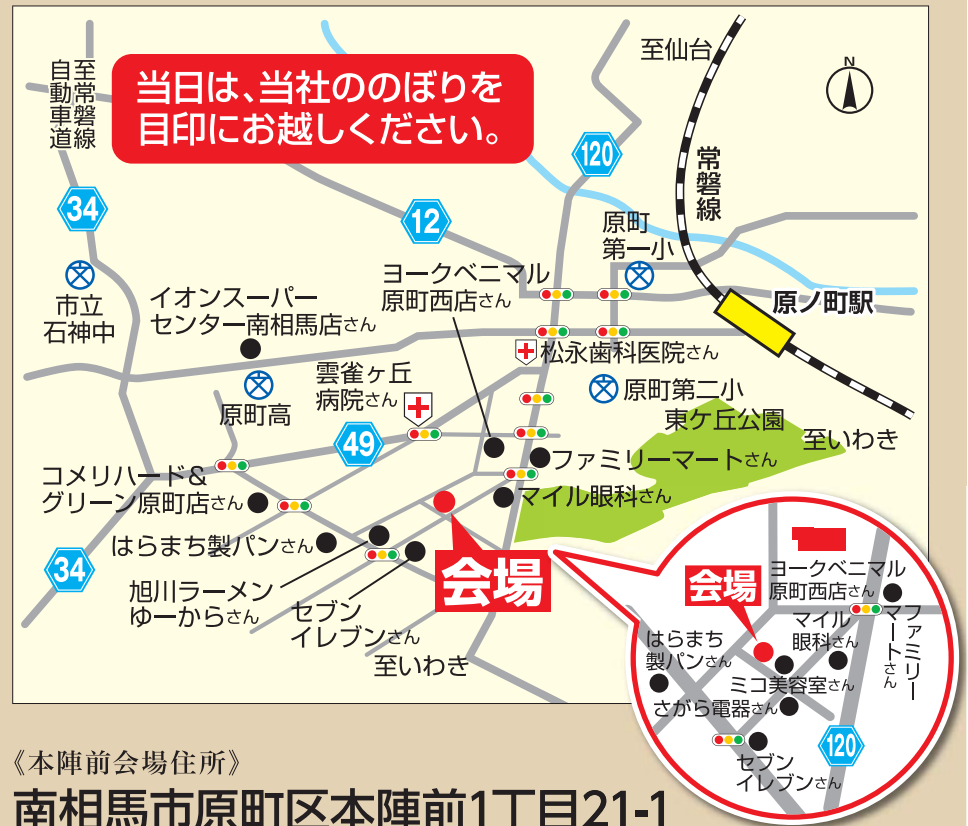 至仙台
N
至常磐線
自動車道
当日は、当社ののぼりを
目印にお越しください。
120
常磐線
34
12
原町
第一小
市立
石神中
イオンスーパー
センター南相馬店さん
ヨークベニマル
原町西店さん
原ノ町駅
松永歯科医院さん
雲雀ヶ丘
病院さん
原町高
原町第二小
東ケ丘公園
至いわき
49
ファミリーマートさん
コメリハード&
グリーン原町店さん
マイル眼科さん
はらまち製パンさん
34
旭川ラーメン
ゆーからさん
セブン
イレブンさん
会場
至いわき
会場
ヨークベニマル
原町西店さん
マイル
眼科さん
ファミリー
マートさん
はらまち
製パンさん
ミコ美容室さん
さがら電器さん
120
セブン
イレブンさん
《本陣前会場住所》
南相馬市原町区本陣前1丁目21-1